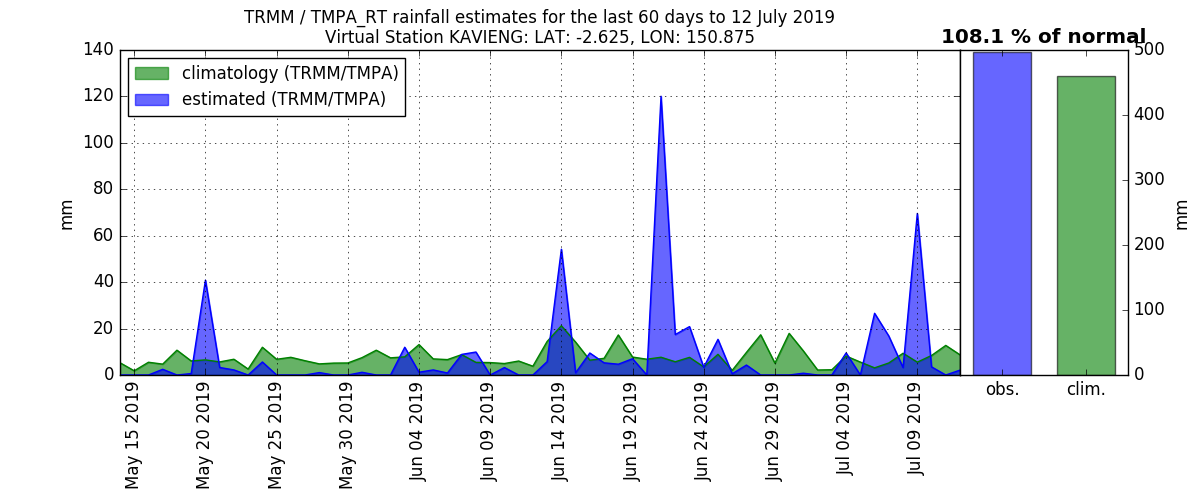 TRMM / TMPA_RT rainfall estimates for the last 60 days to 12 July 2019
Virtual Station KAVIENG: LAT: -2.625, LON: 150.875
108.1 % of normal
climatology (TRMM/TMPA)
estimated (TRMM/TMPA)
140
120
100
80
60
40
20
0
mm
May 15 2019
May 20 2019
May 25 2019
May 30 2019
Jun 04 2019
Jun 09 2019
Jun 14 2019
Jun 19 2019
Jun 24 2019
Jun 29 2019
Jul 04 2019
Jul 09 2019
obs.
clim.
500
400
300
200
100
0
mm